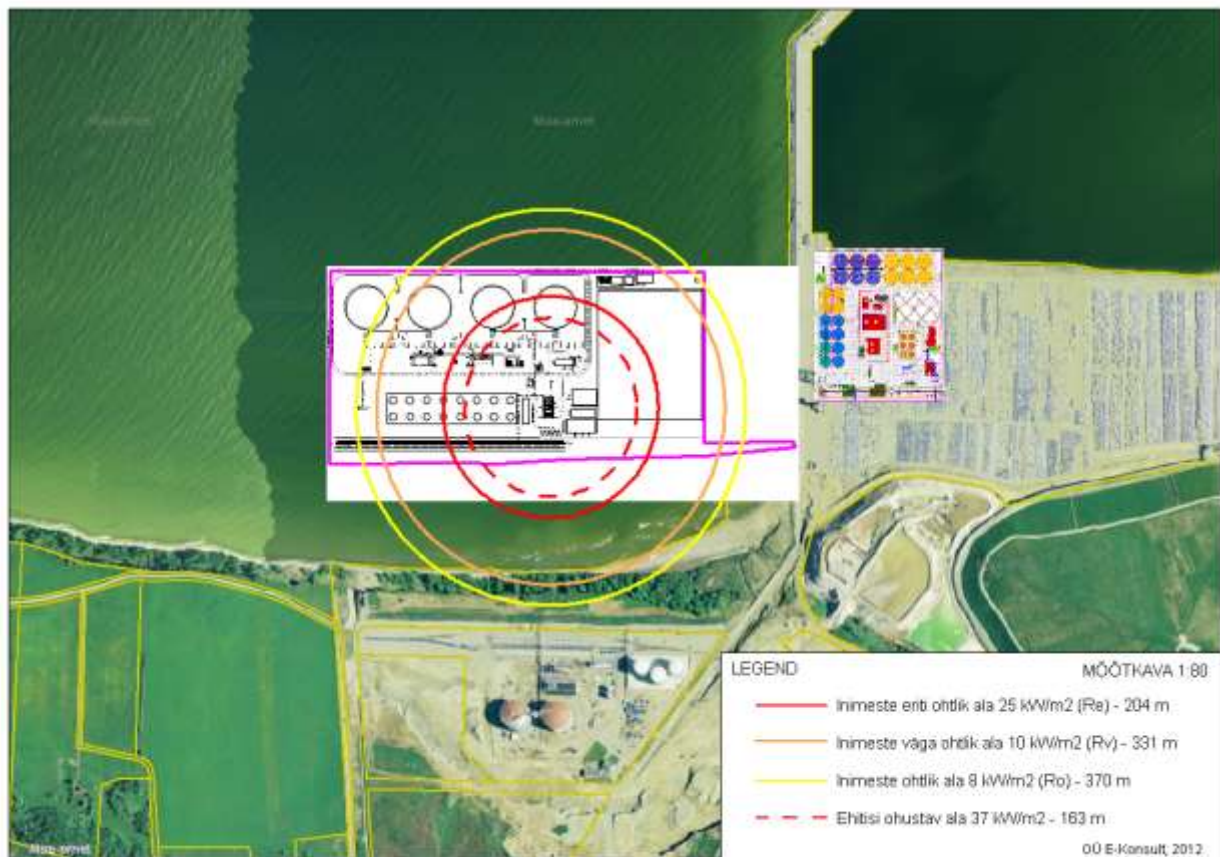 Maa-amet
Maa-amet
LEGEND
MÕÕTKAVA 1:80
Inimeste eriti ohtlik ala 25 kW/m2 (Re) - 204 m
Inimeste väga ohtlik ala 10 kW/m2 (Rv) - 331 m
Inimeste ohtlik ala 8 kW/m2 (Ro) - 370 m
Ehitisi ohustav ala 37 kW/m2 - 163 m
Maa-amet
OÜ E-Konsult, 2012